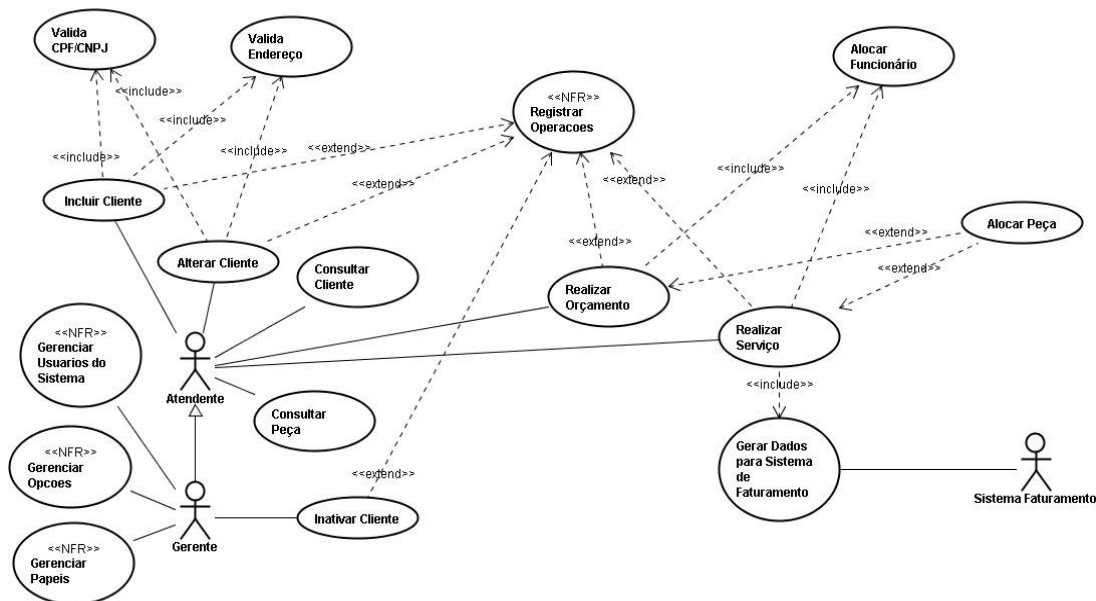 Valida
CPF/CNPJ
Valida
Endereço
Alocar
Funcionário
<<include>>
<<include>>
<<NFR>>
Registrar
Operacoes
<<include>>
<<include>>
<<extend>>
<<include>>
<<extend>>
<<include>>
<<extend>>
Incluir Cliente
Alocar Peça
<<extend>>
<<extend>>
<<extend>>
Alterar Cliente
Consultar
Cliente
Realizar
Orçamento
Realizar
Serviço
<<NFR>>
Gerenciar
Usuarios do
Sistema
Atendente
<<include>>
Consultar
Peça
Gerar Dados
para Sistema
de
Faturamento
<<NFR>>
Gerenciar
Opcoes
<<extend>>
Sistema Faturamento
Inativar Cliente
Gerente
<<NFR>>
Gerenciar
Papeis